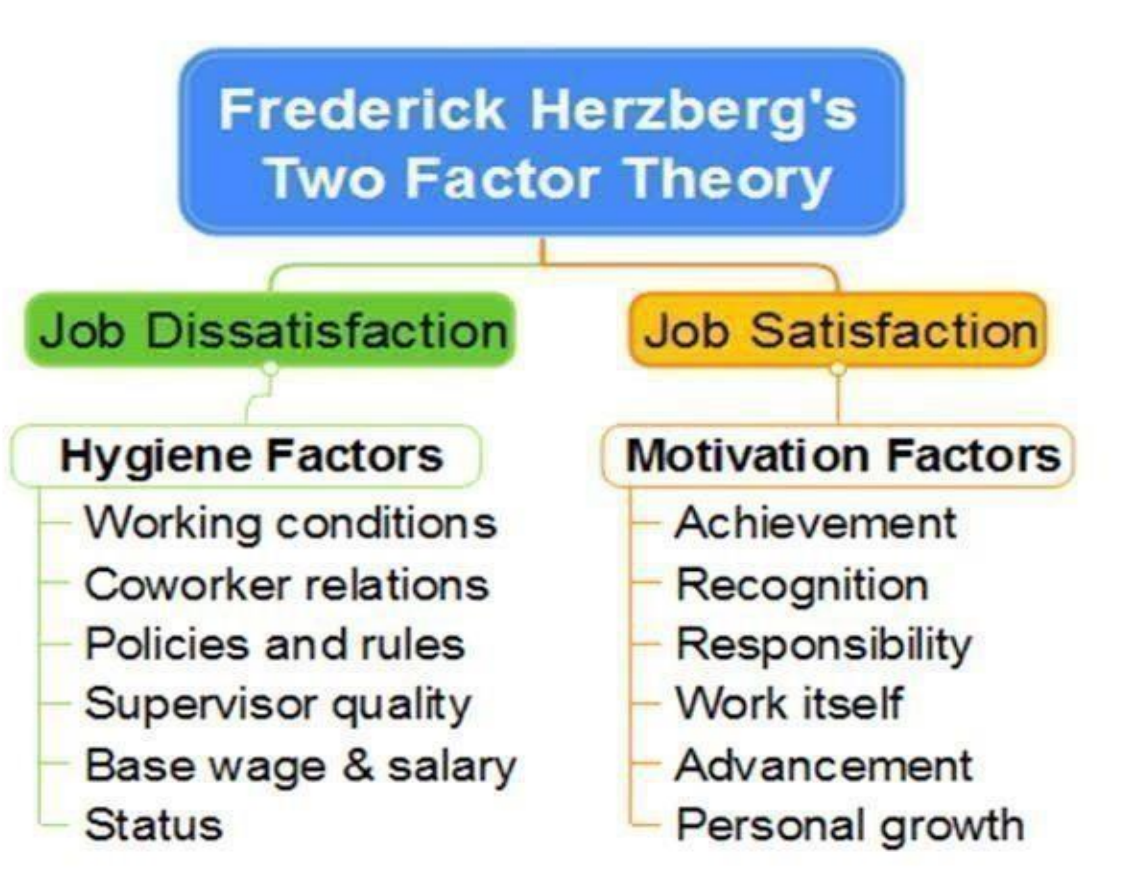 Frederick Herzberg's
Two Factor Theory
Job Dissatisfaction
Hygiene Factors
Working conditions
Coworker relations
Policies and rules
Supervisor quality
Base wage & salary
Status
Job Satisfaction
Motivation Factors
Achievement
Recognition
Responsibility
Work itself
Advancement
Personal growth